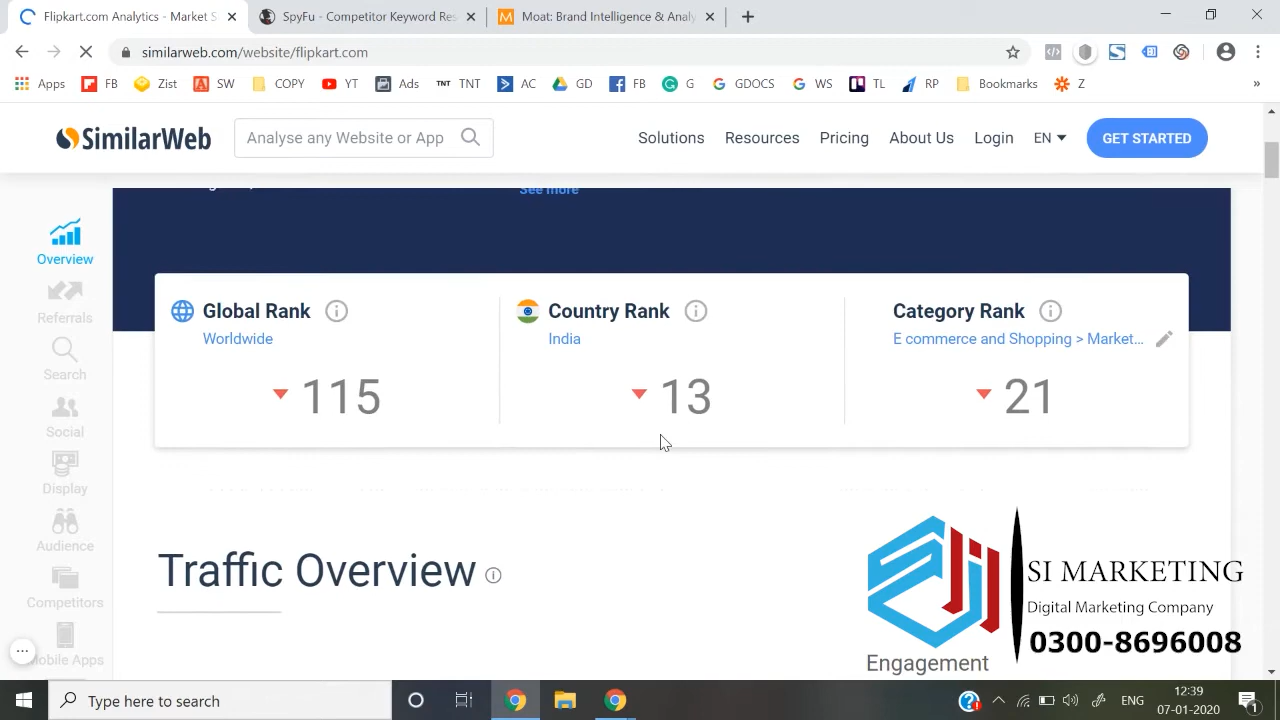 Flipkart.com Analytics - Market S
SpyFu - Competitor Keyword Res
Moat: Brand Intelligence & Analy
similarweb.com/website/flipkart.com
Apps
FB
Zist
SW
COPY
YT
Ads
TNT
TNT
AC
GD
FB
G
GDOCS
WS
TL
RP
Bookmarks
Z
»
SimilarWeb
Analyse any Website or App
Solutions
Resources
Pricing
About Us
Login
EN
GET STARTED
See more
Overview
Referrals
Search
Social
Display
Audience
Competitors
Mobile Apps
Global Rank
Worldwide
115
Country Rank
India
13
Category Rank
E commerce and Shopping > Market...
21
Traffic Overview
Engagement
SI MARKETING
Digital Marketing Company
0300-8696008
Type here to search
ENG
12:39
07-01-2020
1